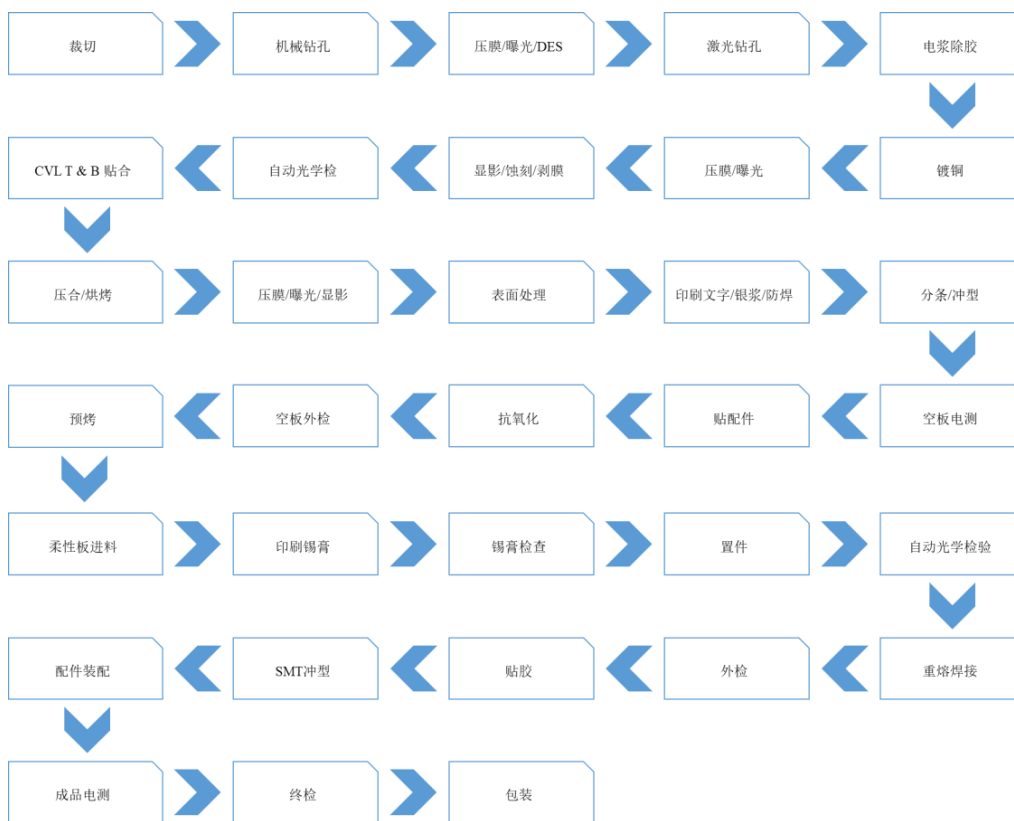 裁切
机械钻孔
压膜/曝光/DES
激光钻孔
电浆除胶
CVL T & B 贴合
自动光学检
显影/蚀刻/剥膜
压膜/曝光
镀铜
压合/烘烤
压膜/曝光/显影
表面处理
印刷文字/银浆/防焊
分条/冲型
预烤
空板外检
抗氧化
贴配件
空板电测
柔性板进料
印刷锡膏
锡膏检查
置件
自动光学检验
配件装配
SMT冲型
贴胶
外检
重熔焊接
成品电测
终检
包装